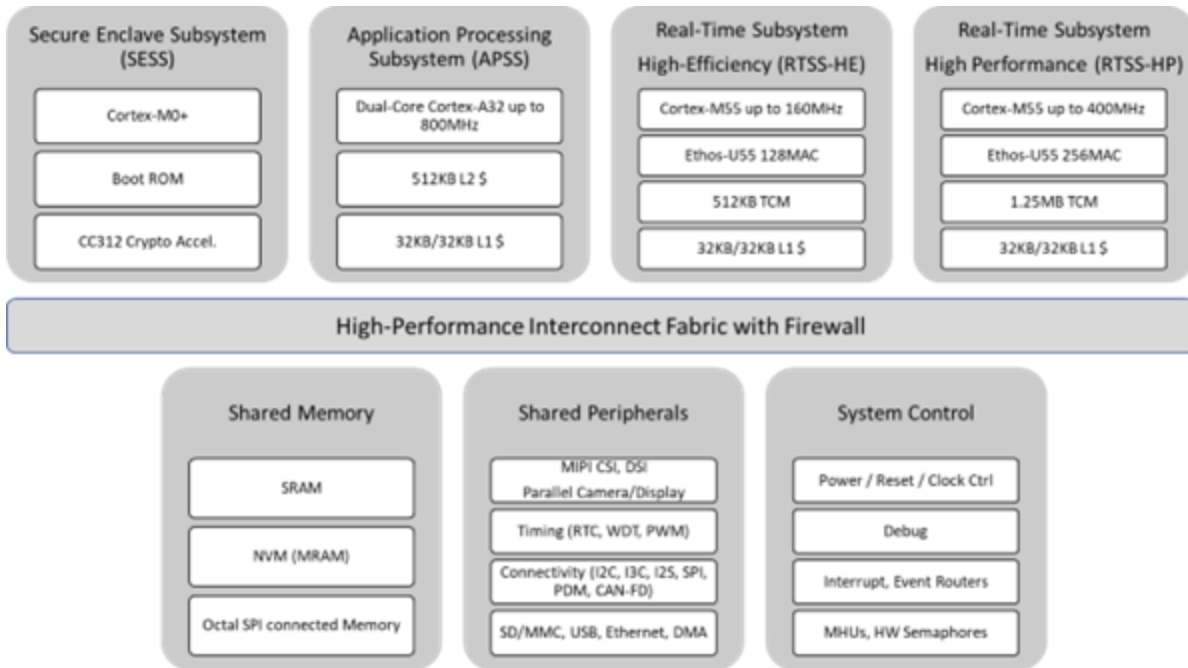 Secure Enclave Subsystem
(SESS)
Cortex-M0+
Boot ROM
CC312 Crypto Accel.
Application Processing
Subsystem (APSS)
Dual-Core Cortex-A32 up to
800MHz
512KB L2 $
32KB/32KB L1 $
Real-Time Subsystem
High-Efficiency (RTSS-HE)
Cortex-M55 up to 160MHz
Ethos-U55 128MAC
512KB TCM
32KB/32KB L1 $
Real-Time Subsystem
High Performance (RTSS-HP)
Cortex-M55 up to 400MHz
Ethos-U55 256MAC
1.25MB TCM
32KB/32KB L1 $
High-Performance Interconnect Fabric with Firewall
Shared Memory
SRAM
NVM (MRAM)
Octal SPI connected Memory
Shared Peripherals
MIPI CSI, DSI
Parallel Camera/Display
Timing (RTC, WDT, PWM)
Connectivity (I2C, I3C, I2S, SPI,
PDM, CAN-FD)
SD/MMC, USB, Ethernet, DMA
System Control
Power / Reset / Clock Ctrl
Debug
Interrupt, Event Routers
MHUs, HW Semaphores